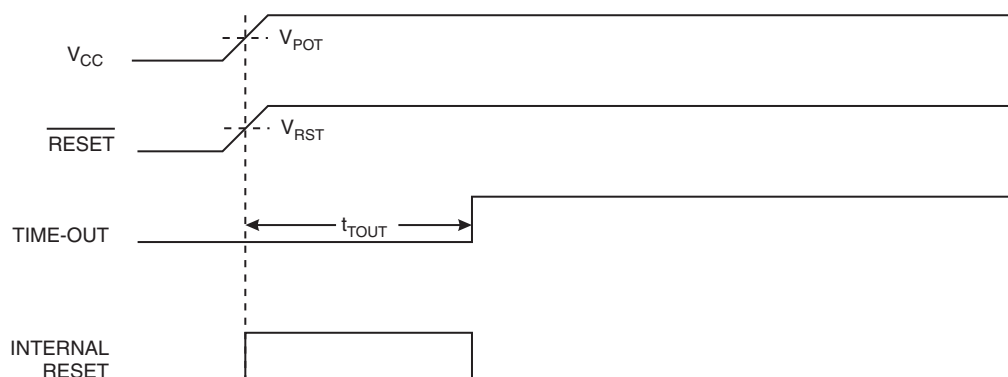 V_CC
V_POT
RESET
V_RST
TIME-OUT
t_TOUT
INTERNAL
RESET